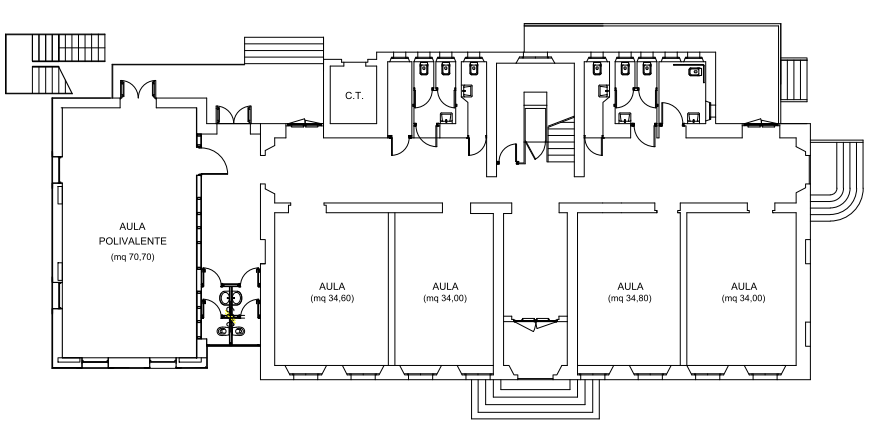 C.T.
AULA
POLIVALENTE
(mq 70,70)
AULA
(mq 34,60)
AULA
(mq 34,00)
AULA
(mq 34,80)
AULA
(mq 34,00)